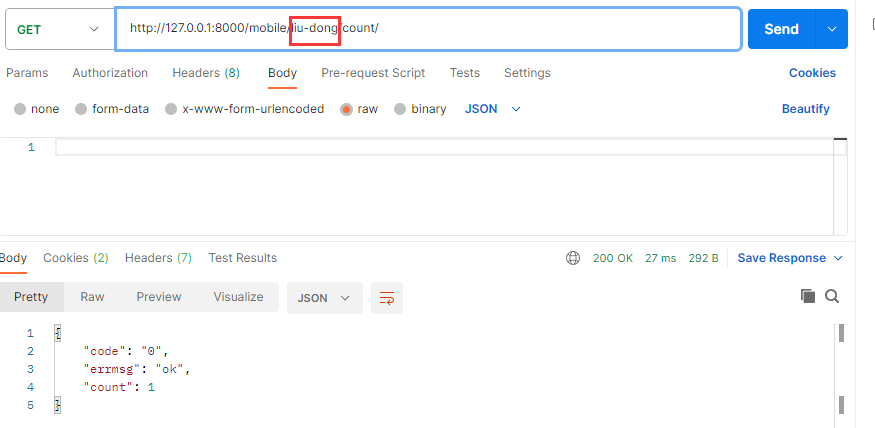 GET http://127.0.0.1:8000/mobile/liu-dong/count/ Send
Params Authorization Headers (8) Body Pre-request Script Tests Settings Cookies
none form-data x-www-form-urlencoded raw binary JSON Beautify
1
Body Cookies (2) Headers (7) Test Results 200 OK 27 ms 292 B Save Response
Pretty Raw Preview Visualize JSON
1 {
2 "code": "0",
3 "errmsg": "ok",
4 "count": 1
5 }